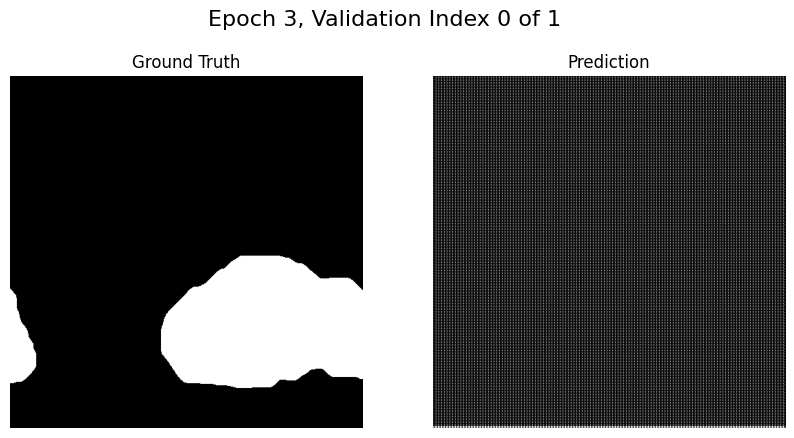 Epoch 3, Validation Index 0 of 1
Ground Truth
Prediction